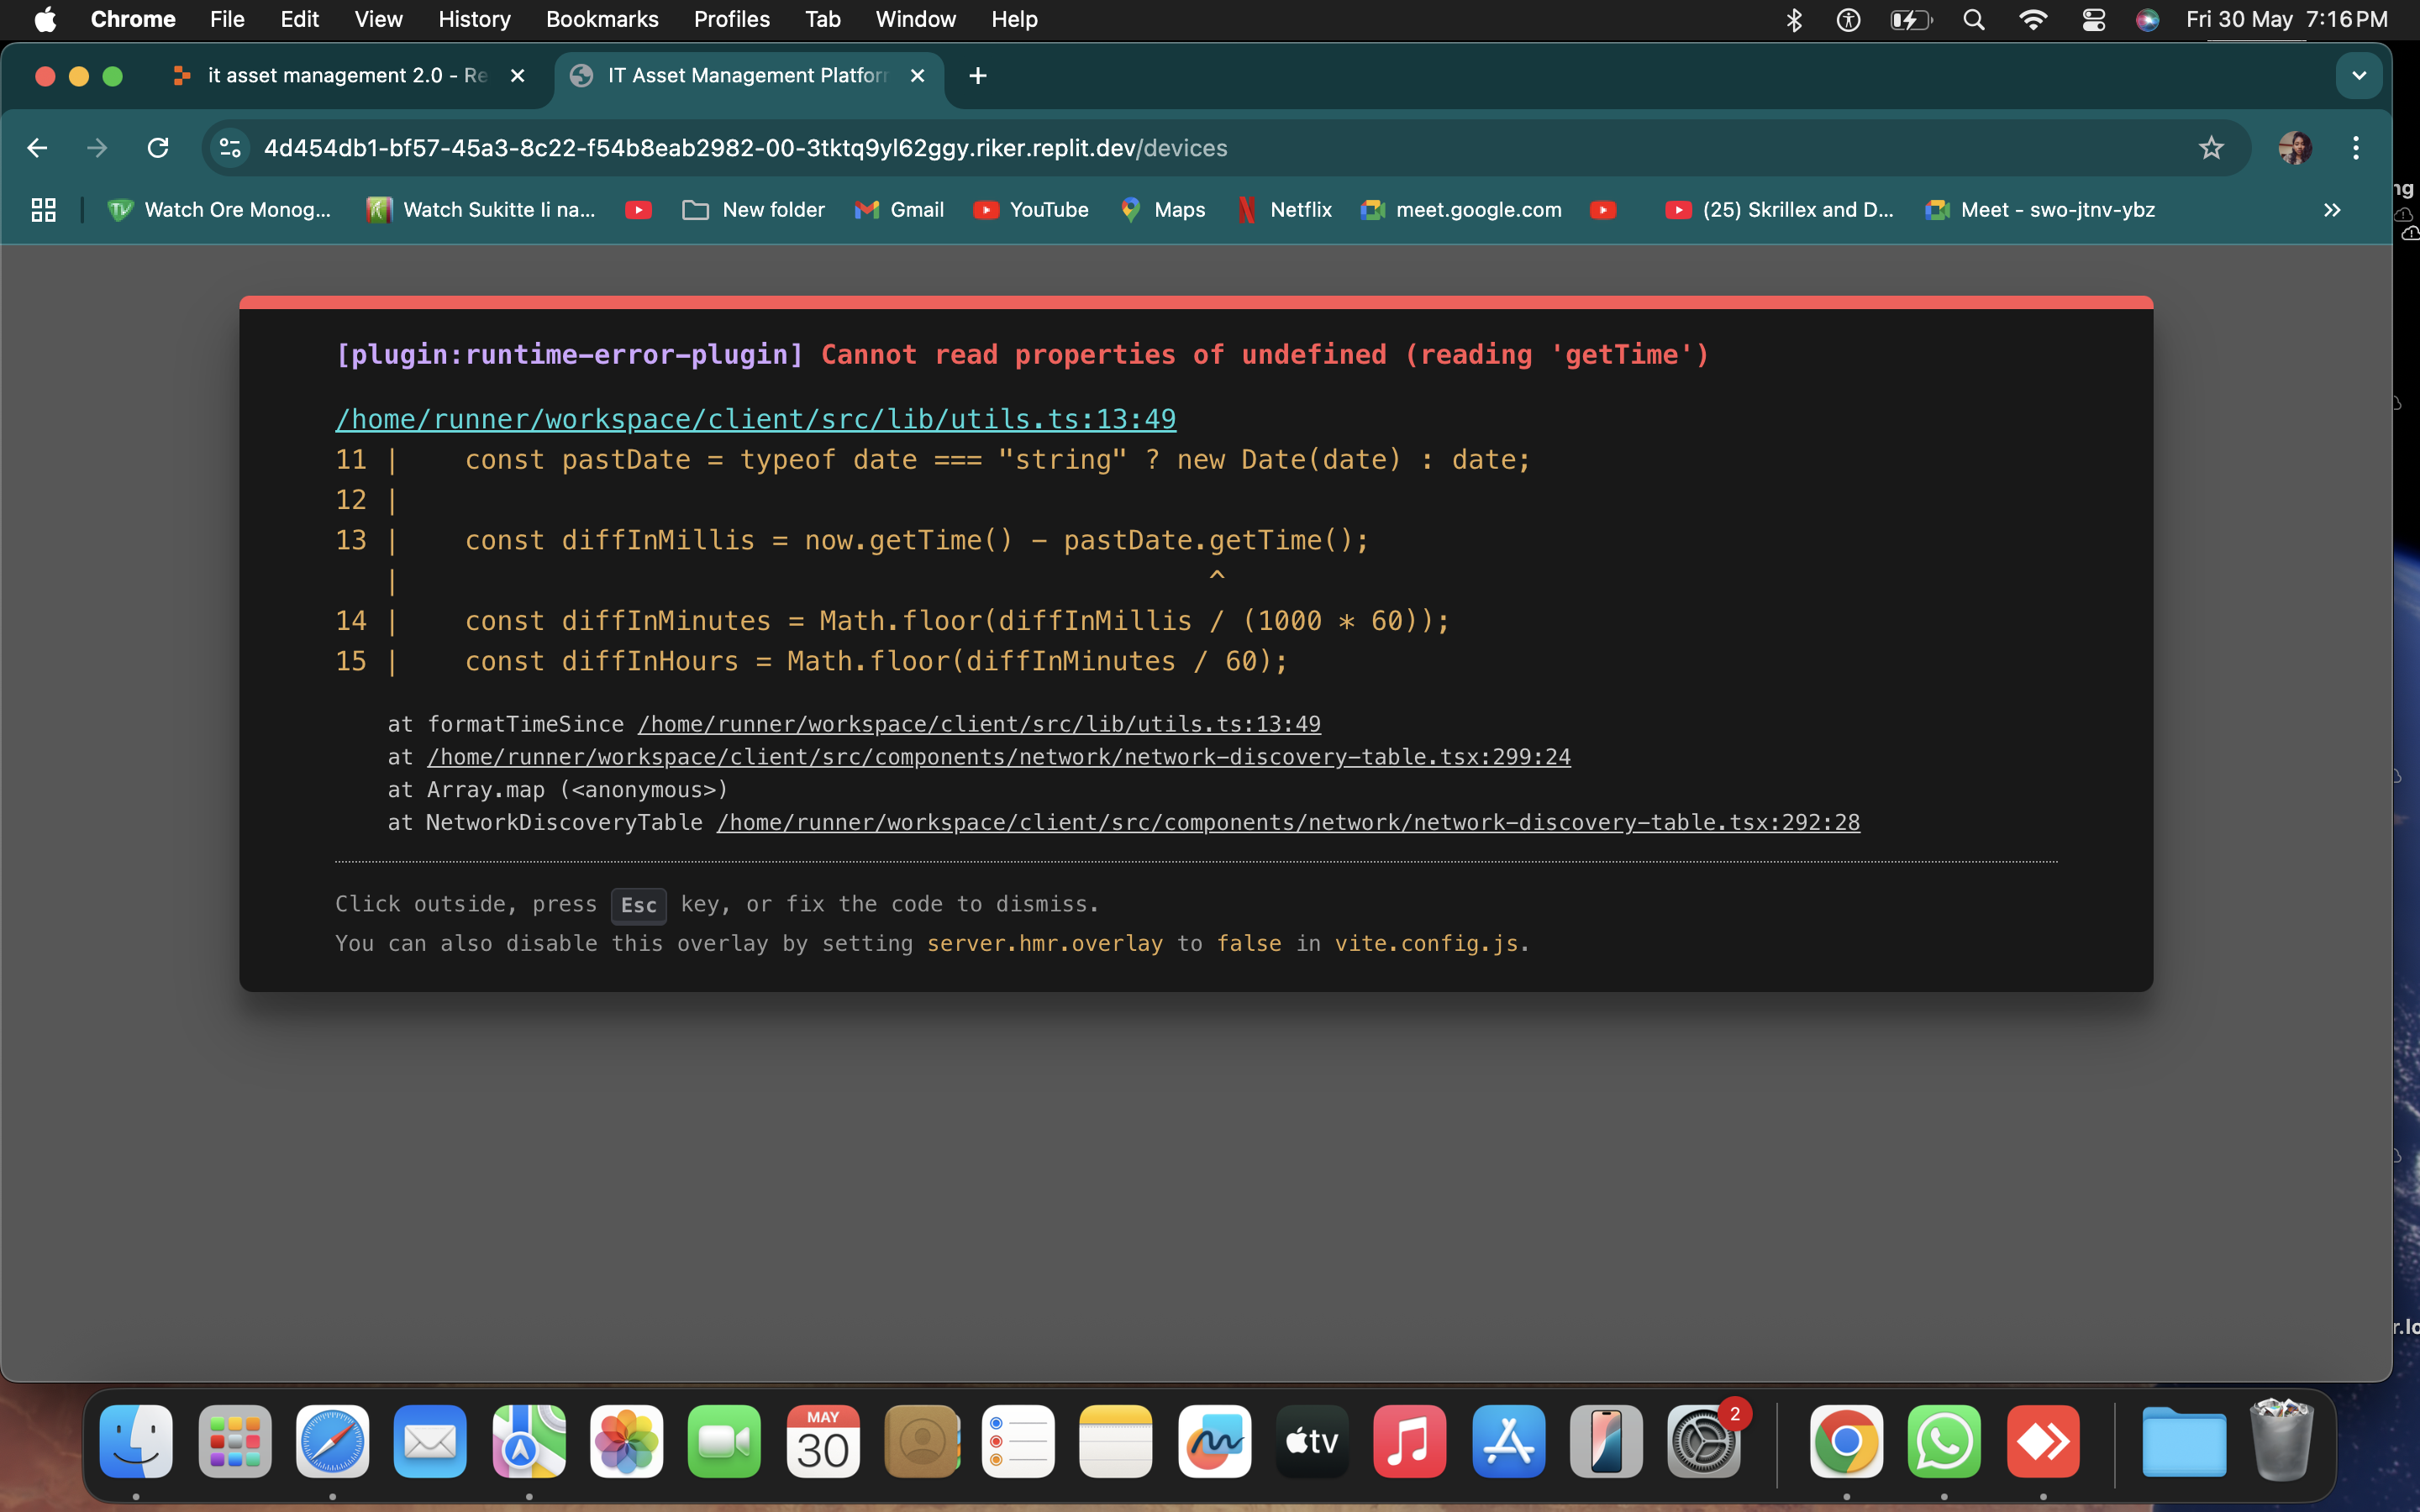 Chrome File Edit View History Bookmarks Profiles Tab Window Help Fri 30 May 7:16 PM
it asset management 2.0 - Re IT Asset Management Platform
4d454db1-bf57-45a3-8c22-f54b8eab2982-00-3tktq9yl62ggy.riker.replit.dev/devices
Watch Ore Monog... Watch Sukitte Ii na... New folder Gmail YouTube Maps Netflix meet.google.com (25) Skrillex and D... Meet - swo-jtnv-ybz
[plugin:runtime-error-plugin] Cannot read properties of undefined (reading 'getTime')
/home/runner/workspace/client/src/lib/utils.ts:13:49
11 | const pastDate = typeof date === "string" ? new Date(date) : date;
12 |
13 | const diffInMillis = now.getTime() - pastDate.getTime();
| ^
14 | const diffInMinutes = Math.floor(diffInMillis / (1000 * 60));
15 | const diffInHours = Math.floor(diffInMinutes / 60);
at formatTimeSince /home/runner/workspace/client/src/lib/utils.ts:13:49
at /home/runner/workspace/client/src/components/network/network-discovery-table.tsx:299:24
at Array.map (<anonymous>)
at NetworkDiscoveryTable /home/runner/workspace/client/src/components/network/network-discovery-table.tsx:292:28
Click outside, press Esc key, or fix the code to dismiss.
You can also disable this overlay by setting server.hmr.overlay to false in vite.config.js.
MAY
30
tv
2